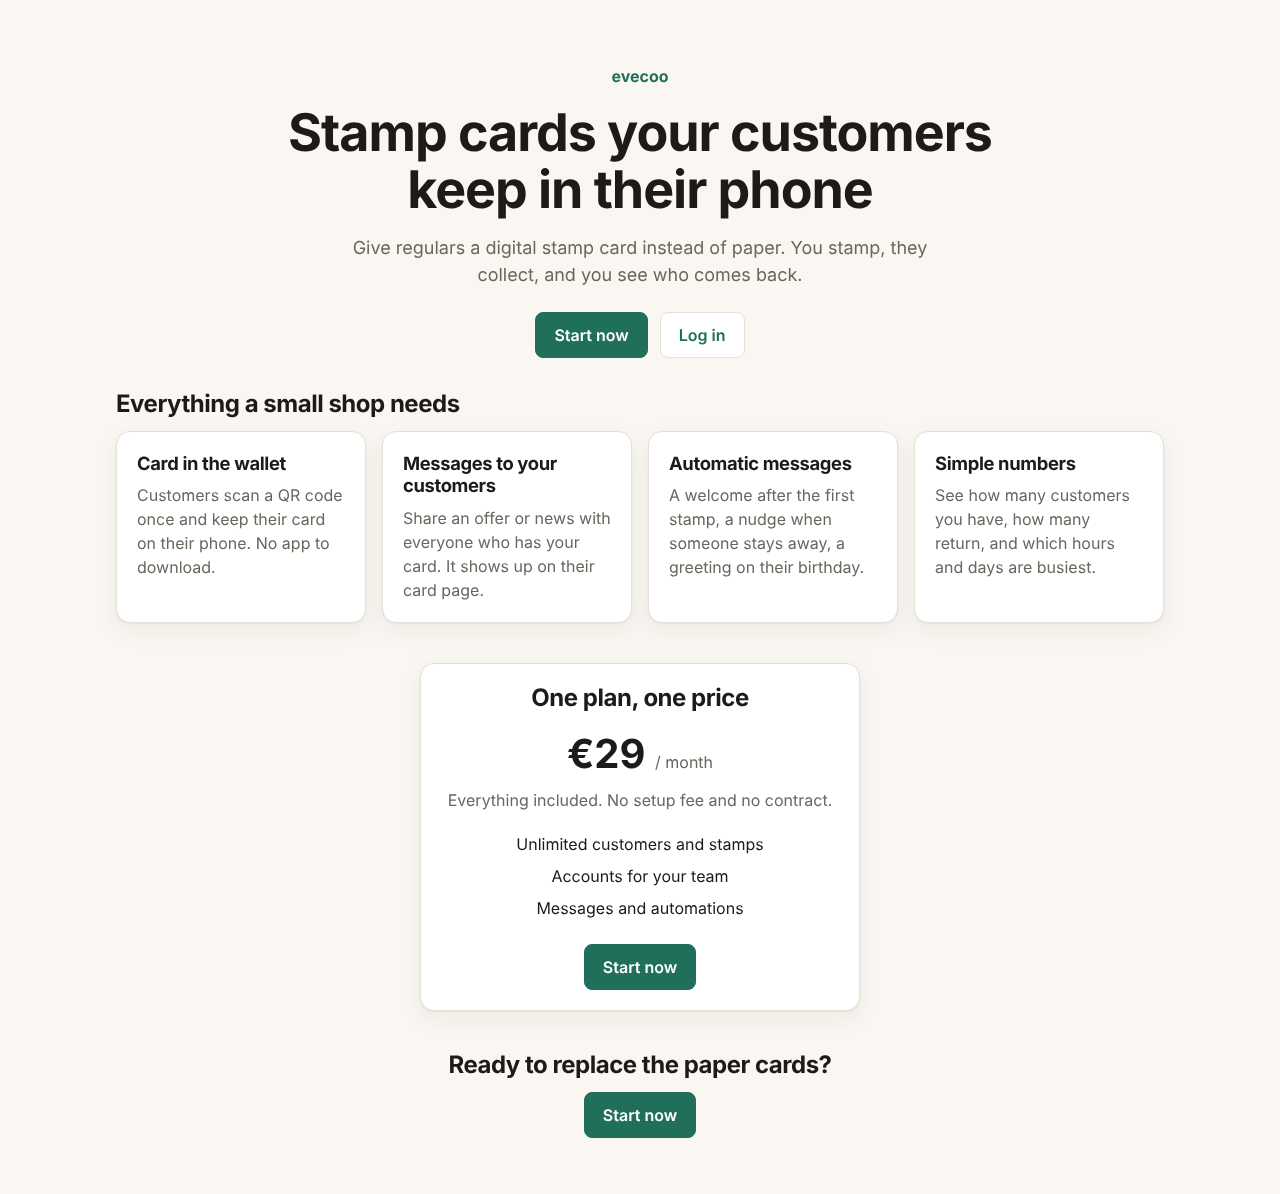 evecoo
Stamp cards your customers
keep in their phone
Give regulars a digital stamp card instead of paper. You stamp, they
collect, and you see who comes back.
Start now
Log in
Everything a small shop needs
Card in the wallet
Customers scan a QR code
once and keep their card
on their phone. No app to
download.
Messages to your
customers
Share an offer or news with
everyone who has your
card. It shows up on their
card page.
Automatic messages
A welcome after the first
stamp, a nudge when
someone stays away, a
greeting on their birthday.
Simple numbers
See how many customers
you have, how many
return, and which hours
and days are busiest.
One plan, one price
€29 / month
Everything included. No setup fee and no contract.
Unlimited customers and stamps
Accounts for your team
Messages and automations
Start now
Ready to replace the paper cards?
Start now